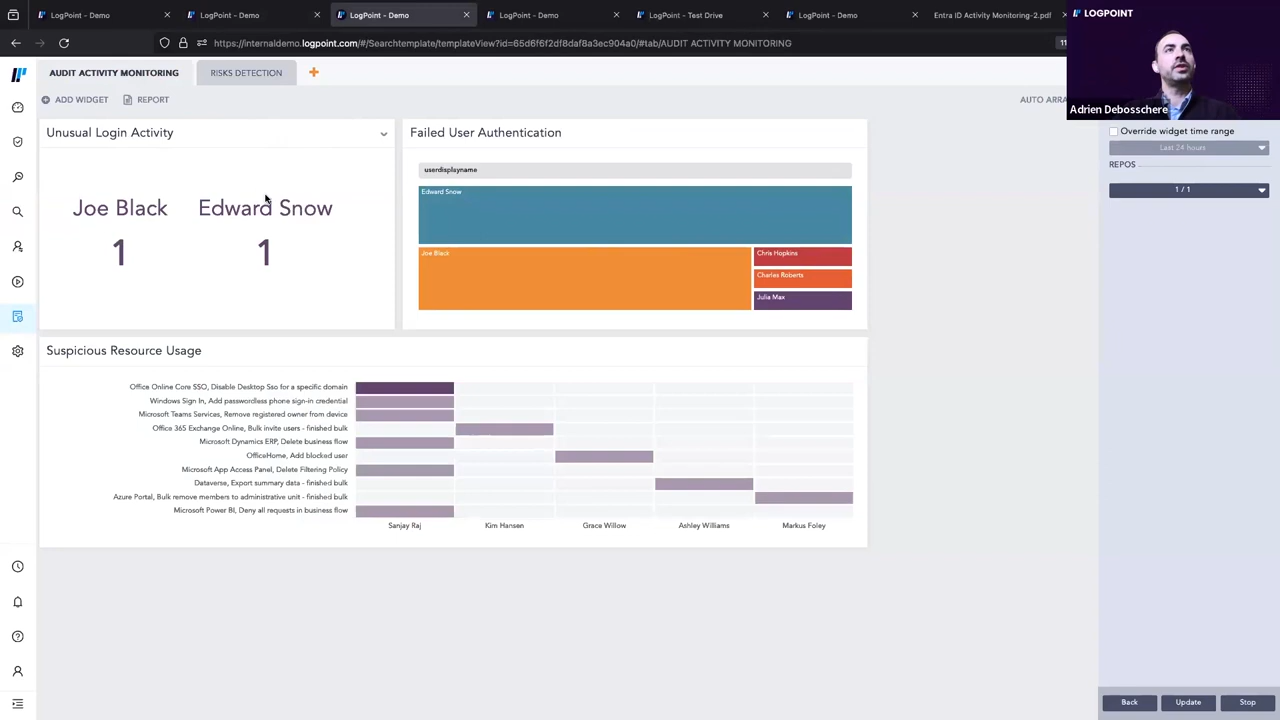 LogPoint - Demo
LogPoint - Demo
LogPoint - Demo
LogPoint - Demo
LogPoint - Test Drive
LogPoint - Demo
Entra ID Activity Monitoring-2.pdf
LOGPOINT
https://internaldemo.logpoint.com/#/Searchtemplate/templateView?id=65d6f6f2df8daf8a3ec904a0/#tab/AUDIT ACTIVITY MONITORING
AUDIT ACTIVITY MONITORING
RISKS DETECTION
ADD WIDGET
REPORT
AUTO ARRA
Adrien Debosschere
Unusual Login Activity
Failed User Authentication
Override widget time range
Last 24 hours
REPOS
1 / 1
userdisplayname
Joe Black
Edward Snow
1
1
Edward Snow
Joe Black
Chris Hopkins
Charles Roberts
Julia Max
Suspicious Resource Usage
Office Online Core SSO, Disable Desktop Sso for a specific domain
Windows Sign In, Add passwordless phone sign-in credential
Microsoft Teams Services, Remove registered owner from device
Office 365 Exchange Online, Bulk invite users - finished bulk
Microsoft Dynamics ERP, Delete business flow
OfficeHome, Add blocked user
Microsoft App Access Panel, Delete Filtering Policy
Dataverse, Export summary data - finished bulk
Azure Portal, Bulk remove members to administrative unit - finished bulk
Microsoft Power BI, Deny all requests in business flow
Sanjay Raj
Kim Hansen
Grace Willow
Ashley Williams
Markus Foley
Back
Update
Stop